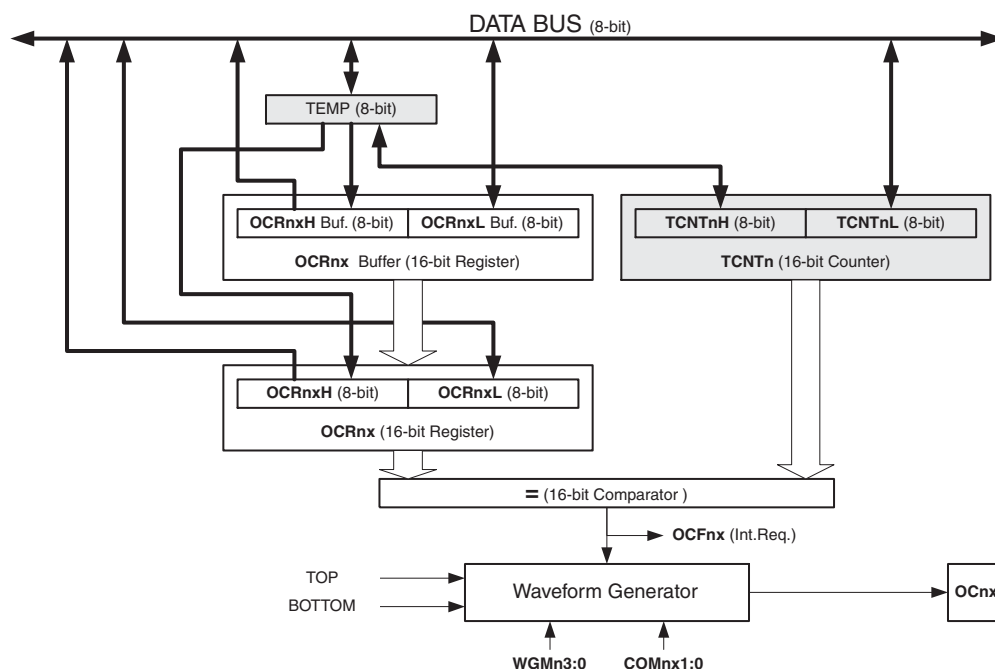 DATA BUS (8-bit)
TEMP (8-bit)
OCRnxH Buf. (8-bit) OCRnxL Buf. (8-bit)
OCRnx Buffer (16-bit Register)
TCNTnH (8-bit) TCNTnL (8-bit)
TCNTn (16-bit Counter)
OCRnxH (8-bit) OCRnxL (8-bit)
OCRnx (16-bit Register)
= (16-bit Comparator )
OCFnx (Int.Req.)
TOP
BOTTOM
Waveform Generator
OCnx
WGMn3:0 COMnx1:0